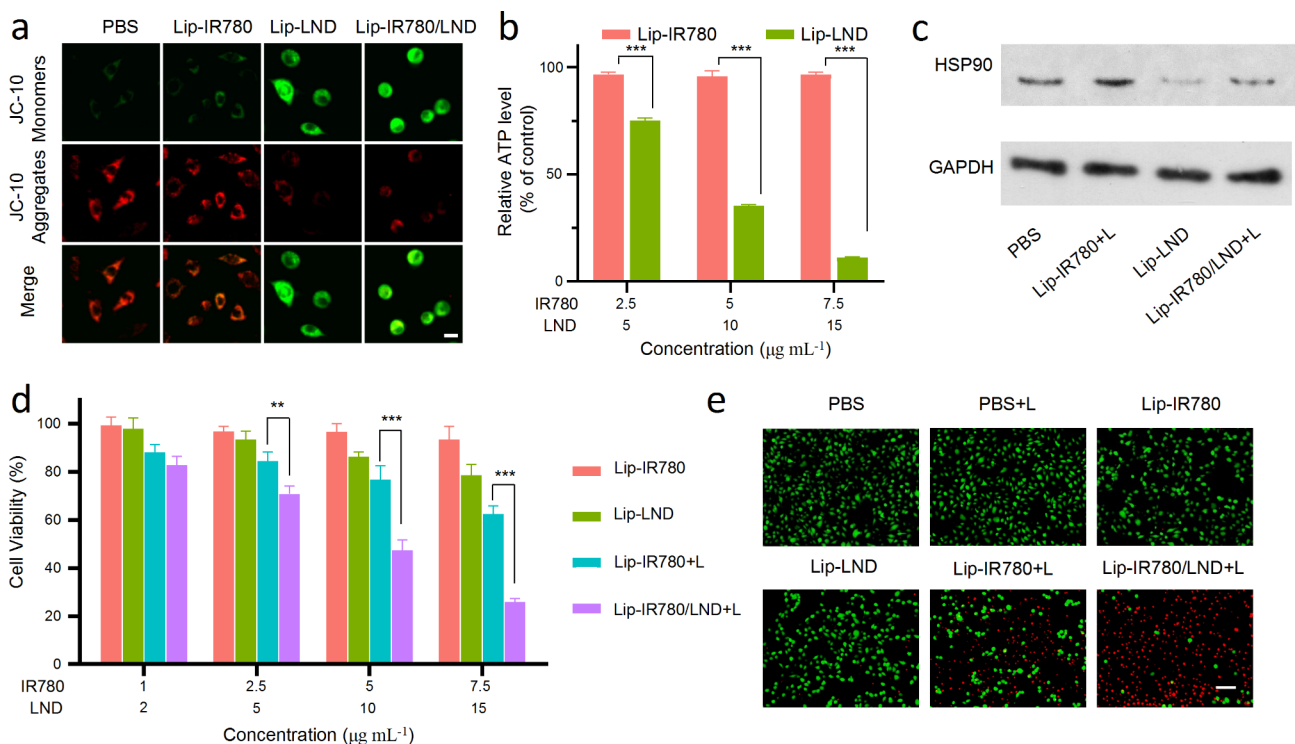 a
PBS Lip-IR780 Lip-LND Lip-IR780/LND
JC-10
Monomers
JC-10
Aggregates
Merge
b
Lip-IR780 Lip-LND
*** *** ***
Relative ATP level
(% of control)
100
50
0
IR780 2.5 5 7.5
LND 5 10 15
Concentration (μg mL-1)
c
HSP90
GAPDH
PBS
Lip-IR780+L
Lip-LND
Lip-IR780/LND+L
d
** *** ***
Cell Viability (%)
100
80
60
40
20
0
IR780 1 2.5 5 7.5
LND 2 5 10 15
Concentration (μg mL-1)
Lip-IR780
Lip-LND
Lip-IR780+L
Lip-IR780/LND+L
e
PBS PBS+L Lip-IR780
Lip-LND Lip-IR780+L Lip-IR780/LND+L